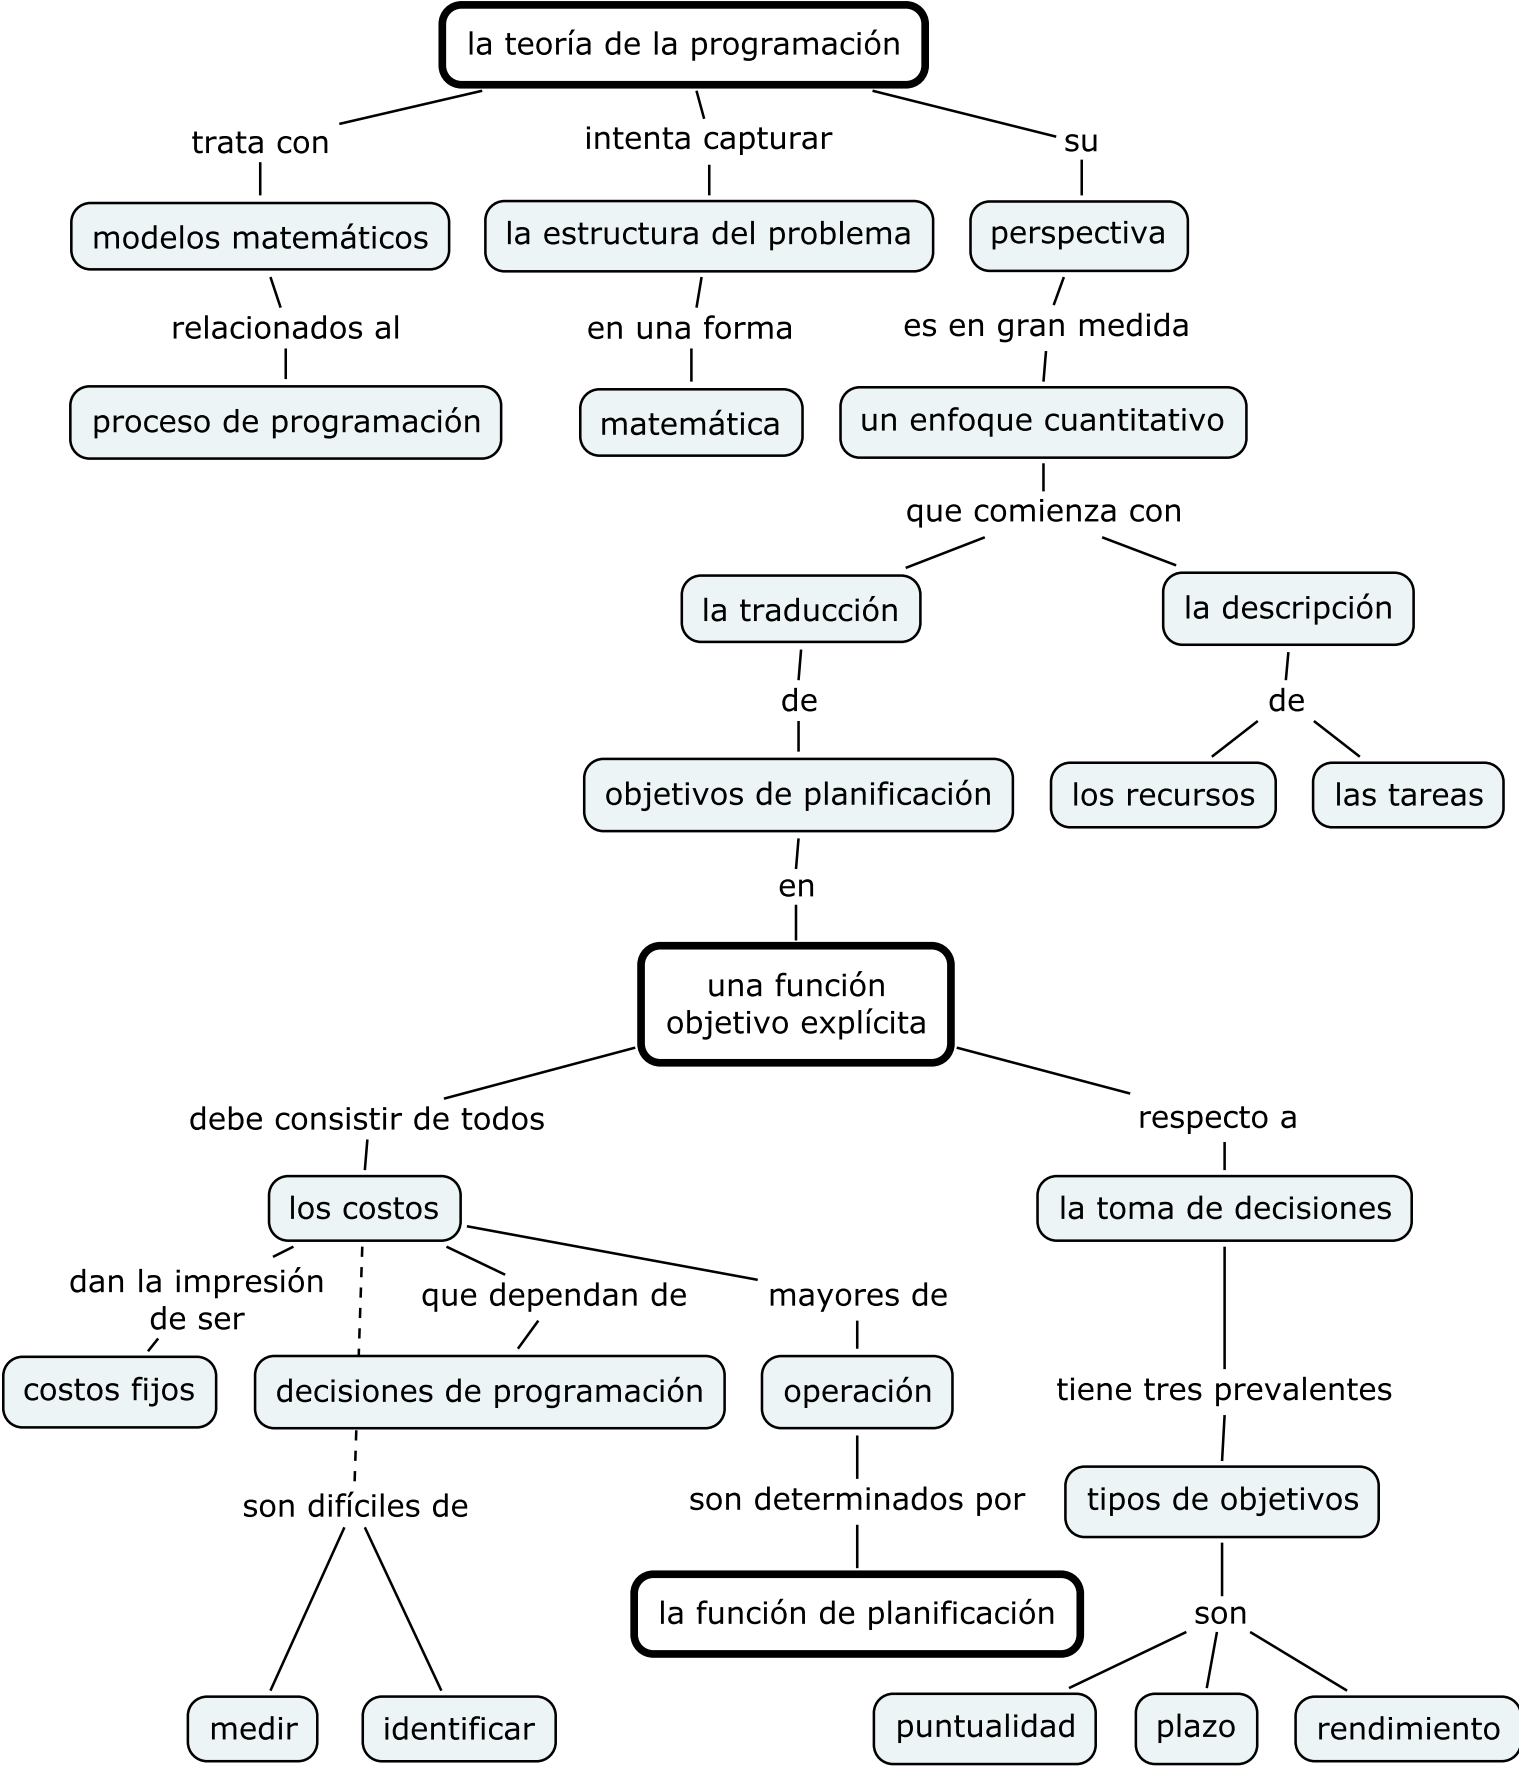 la teoría de la programación
trata con
intenta capturar
su
modelos matemáticos
la estructura del problema
perspectiva
relacionados al
en una forma
es en gran medida
proceso de programación
matemática
un enfoque cuantitativo
que comienza con
la traducción
la descripción
de
de
objetivos de planificación
los recursos
las tareas
en
una función
objetivo explícita
debe consistir de todos
respecto a
los costos
la toma de decisiones
dan la impresión
de ser
que dependan de
mayores de
costos fijos
decisiones de programación
operación
tiene tres prevalentes
son difíciles de
son determinados por
tipos de objetivos
la función de planificación
son
medir
identificar
puntualidad
plazo
rendimiento